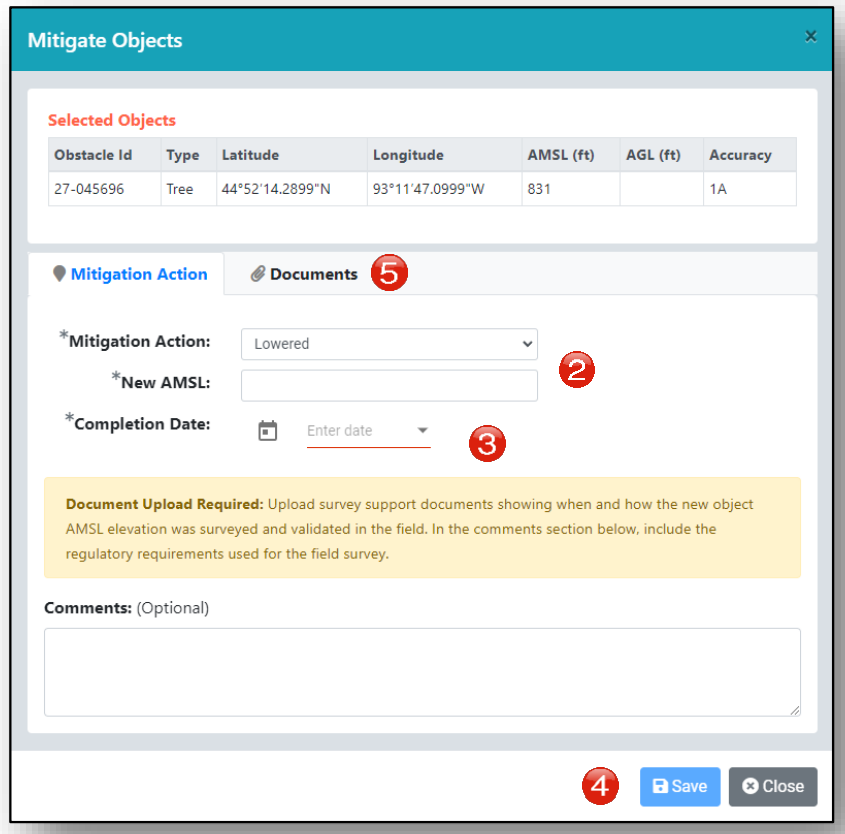 Mitigate Objects ×
Selected Objects
Obstacle Id Type Latitude Longitude AMSL (ft) AGL (ft) Accuracy
27-045696 Tree 44°52'14.2899"N 93°11'47.0999"W 831 1A
Mitigation Action Documents 5
*Mitigation Action: Lowered
2
*New AMSL:
*Completion Date: Enter date
3
Document Upload Required: Upload survey support documents showing when and how the new object
AMSL elevation was surveyed and validated in the field. In the comments section below, include the
regulatory requirements used for the field survey.
Comments: (Optional)
4 Save Close